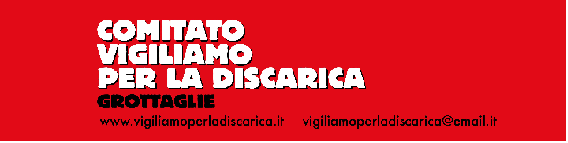 COMITATO
VIGILIAMO
PER LA DISCARICA
GROTTAGLIE
www.vigiliamoperladiscarica.it vigiliamoperladiscarica@email.it